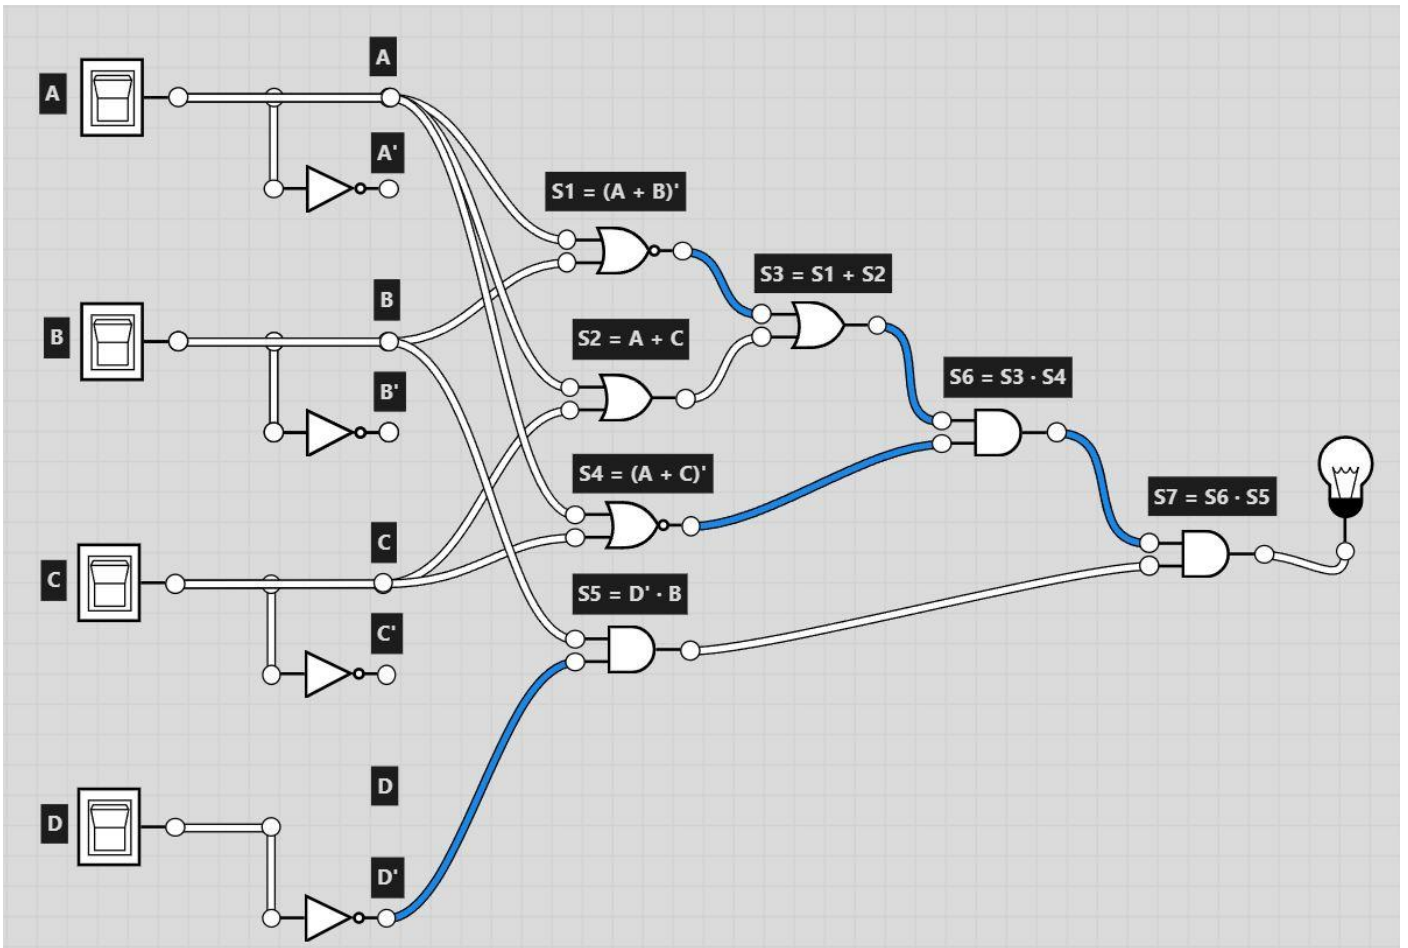 A
A
A'
S1 = (A + B)'
S3 = S1 + S2
B
B
S2 = A + C
B'
S6 = S3 · S4
S4 = (A + C)'
S7 = S6 · S5
C
C
S5 = D' · B
C'
D
D
D'